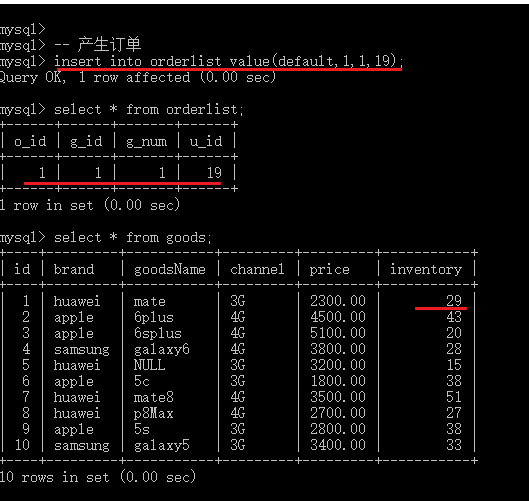 mysql>
mysql> -- 产生订单
mysql> insert into orderlist value(default,1,1,19);
Query OK, 1 row affected (0.00 sec)
mysql> select * from orderlist;
+------+------+-------+------+
| o_id | g_id | g_num | u_id |
+------+------+-------+------+
| 1 | 1 | 1 | 19 |
+------+------+-------+------+
1 row in set (0.00 sec)
mysql> select * from goods;
+----+---------+-----------+---------+---------+-----------+
| id | brand | goodsName | channel | price | inventory |
+----+---------+-----------+---------+---------+-----------+
| 1 | huawei | mate | 3G | 2300.00 | 29 |
| 2 | apple | 6plus | 4G | 4500.00 | 43 |
| 3 | apple | 6splus | 4G | 5100.00 | 20 |
| 4 | samsung | galaxy6 | 4G | 3800.00 | 28 |
| 5 | huawei | NULL | 3G | 3200.00 | 15 |
| 6 | apple | 5c | 3G | 1800.00 | 38 |
| 7 | huawei | mate8 | 4G | 3500.00 | 51 |
| 8 | huawei | p8Max | 4G | 2700.00 | 27 |
| 9 | apple | 5s | 3G | 2800.00 | 38 |
| 10 | samsung | galaxy5 | 3G | 3400.00 | 33 |
+----+---------+-----------+---------+---------+-----------+
10 rows in set (0.00 sec)